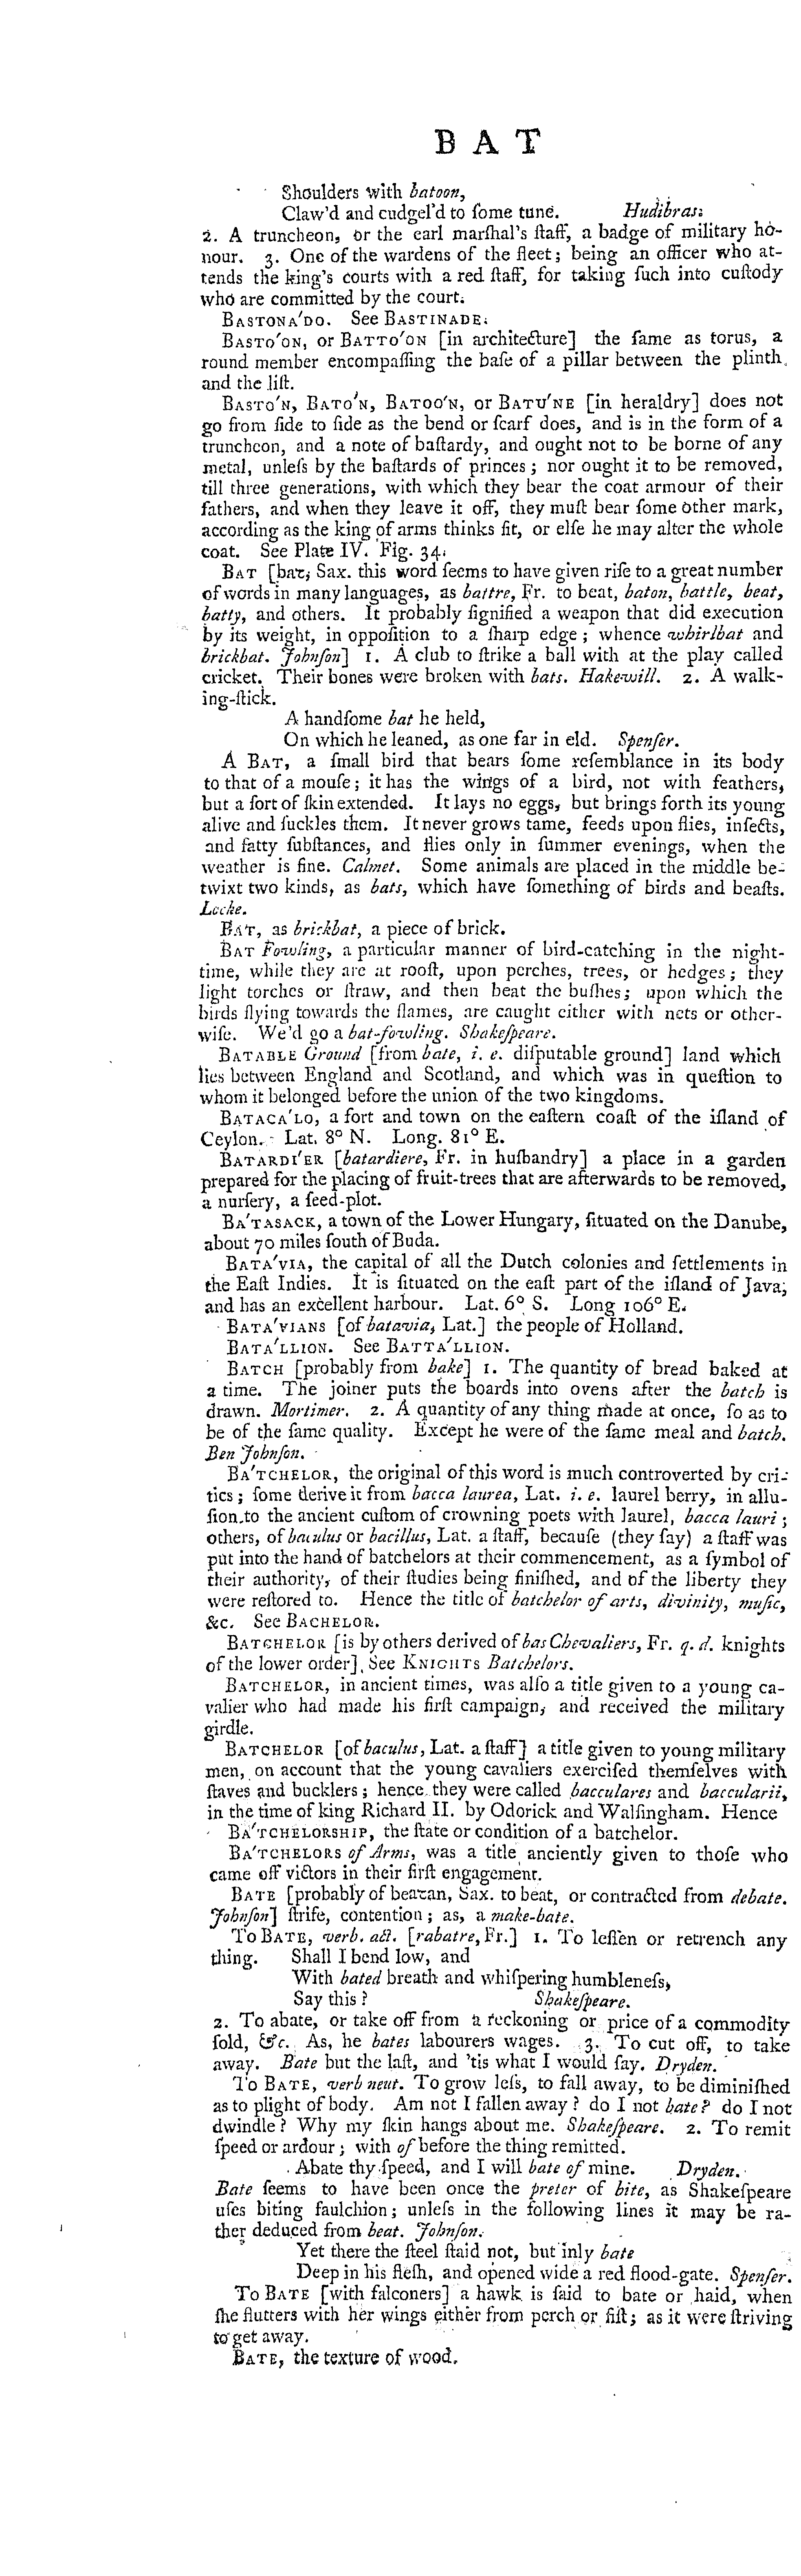 B A T
Shoulders with batoon,
Claw'd and cudgel'd to ſome tune. Hudibras.
2. A truncheon, or the earl marſhal's ſtaff, a badge of military ho-
nour. 3. One of the wardens of the fleet; being an officer who at-
tends the king's courts with a red ſtaff, for taking ſuch into cuſtody
who are committed by the court.
BASTONA'DO. See BASTINADE.
BASTO'ON, or BATTO'ON [in architecture] the ſame as torus, a
round member encompaſſing the baſe of a pillar between the plinth
and the liſt.
BASTO'N, BATO'N, BATOO'N, or BATU'NE [in heraldry] does not
go from ſide to ſide as the bend or ſcarf does, and is in the form of a
truncheon, and a note of baſtardy, and ought not to be borne of any
metal, unleſs by the baſtards of princes; nor ought it to be removed,
till three generations, with which they bear the coat armour of their
fathers, and when they leave it off, they muſt bear ſome other mark,
according as the king of arms thinks fit, or elſe he may alter the whole
coat. See Plate IV. Fig. 34.
BAT [bat, Sax. this word ſeems to have given riſe to a great number
of words in many languages, as battre, Fr. to beat, baton, battle, beat,
batty, and others. It probably ſignified a weapon that did execution
by its weight, in oppoſition to a ſharp edge; whence whirlbat and
brickbat. Johnſon] 1. A club to ſtrike a ball with at the play called
cricket. Their bones were broken with bats. Hakewill. 2. A walk-
ing-ſtick.
A handſome bat he held,
On which he leaned, as one far in eld. Spenſer.
A BAT, a ſmall bird that bears ſome reſemblance in its body
to that of a mouſe; it has the wings of a bird, not with feathers,
but a ſort of ſkin extended. It lays no eggs, but brings forth its young
alive and ſuckles them. It never grows tame, feeds upon flies, inſects,
and fatty ſubſtances, and flies only in ſummer evenings, when the
weather is fine. Calmet. Some animals are placed in the middle be-
twixt two kinds, as bats, which have ſomething of birds and beaſts.
Locke.
BAT, as brickbat, a piece of brick.
BAT Fowling, a particular manner of bird-catching in the night-
time, while they are at rooſt, upon perches, trees, or hedges; they
light torches or ſtraw, and then beat the buſhes; upon which the
birds flying towards the flames, are caught either with nets or other-
wiſe. We'd go a bat-fowling. Shakeſpeare.
BATABLE Ground [from bate, i. e. diſputable ground] land which
lies between England and Scotland, and which was in queſtion to
whom it belonged before the union of the two kingdoms.
BATACA'LO, a fort and town on the eaſtern coaſt of the iſland of
Ceylon. Lat. 8° N. Long. 81° E.
BATARDI'ER [batardiere, Fr. in huſbandry] a place in a garden
prepared for the placing of fruit-trees that are afterwards to be removed,
a nurſery, a ſeed-plot.
BA'TASACK, a town of the Lower Hungary, ſituated on the Danube,
about 70 miles ſouth of Buda.
BATA'VIA, the capital of all the Dutch colonies and ſettlements in
the Eaſt Indies. It is ſituated on the eaſt part of the iſland of Java,
and has an excellent harbour. Lat. 6° S. Long 106° E.
BATA'VIANS [of batavia, Lat.] the people of Holland.
BATA'LLION. See BATTA'LLION.
BATCH [probably from bake] 1. The quantity of bread baked at
a time. The joiner puts the boards into ovens after the batch is
drawn. Mortimer. 2. A quantity of any thing made at once, ſo as to
be of the ſame quality. Except he were of the ſame meal and batch.
Ben Johnſon.
BA'TCHELOR, the original of this word is much controverted by cri-
tics; ſome derive it from bacca laurea, Lat. i. e. laurel berry, in allu-
ſion to the ancient cuſtom of crowning poets with laurel, bacca lauri;
others, of baculus or bacillus, Lat. a ſtaff, becauſe (they ſay) a ſtaff was
put into the hand of batchelors at their commencement, as a ſymbol of
their authority, of their ſtudies being finiſhed, and of the liberty they
were reſtored to. Hence the title of batchelor of arts, divinity, muſic,
&c. See BACHELOR.
BATCHELOR [is by others derived of bas Chevaliers, Fr. q. d. knights
of the lower order] See KNIGHTS Batchelors.
BATCHELOR, in ancient times, was alſo a title given to a young ca-
valier who had made his firſt campaign, and received the military
girdle.
BATCHELOR [of baculus, Lat. a ſtaff] a title given to young military
men, on account that the young cavaliers exerciſed themſelves with
ſtaves and bucklers; hence they were called bacculares and baccularii,
in the time of king Richard II. by Odorick and Walſingham. Hence
BA'TCHELORSHIP, the ſtate or condition of a batchelor.
BA'TCHELORS of Arms, was a title anciently given to thoſe who
came off victors in their firſt engagement.
BATE [probably of beatan, Sax. to beat, or contracted from debate.
Johnſon] ſtrife, contention; as, a make-bate.
To BATE, verb. act. [rabatre, Fr.] 1. To leſſen or retrench any
thing. Shall I bend low, and
With bated breath and whiſpering humbleneſs,
Say this? Shakeſpeare.
2. To abate, or take off from a reckoning or price of a commodity
ſold, &c. As, he bates labourers wages. 3. To cut off, to take
away. Bate but the laſt, and 'tis what I would ſay. Dryden.
To BATE, verb neut. To grow leſs, to fall away, to be diminiſhed
as to plight of body. Am not I fallen away? do I not bate? do I not
dwindle? Why my ſkin hangs about me. Shakeſpeare. 2. To remit
ſpeed or ardour; with of before the thing remitted.
Abate thy ſpeed, and I will bate of mine. Dryden.
Bate ſeems to have been once the preter of bite, as Shakeſpeare
uſes biting faulchion; unleſs in the following lines it may be ra-
ther deduced from beat. Johnſon.
Yet there the ſteel ſtaid not, but inly bate
Deep in his fleſh, and opened wide a red flood-gate. Spenſer.
To BATE [with falconers] a hawk is ſaid to bate or haid, when
ſhe flutters with her wings either from perch or fiſt; as it were ſtriving
to get away.
BATE, the texture of wood.